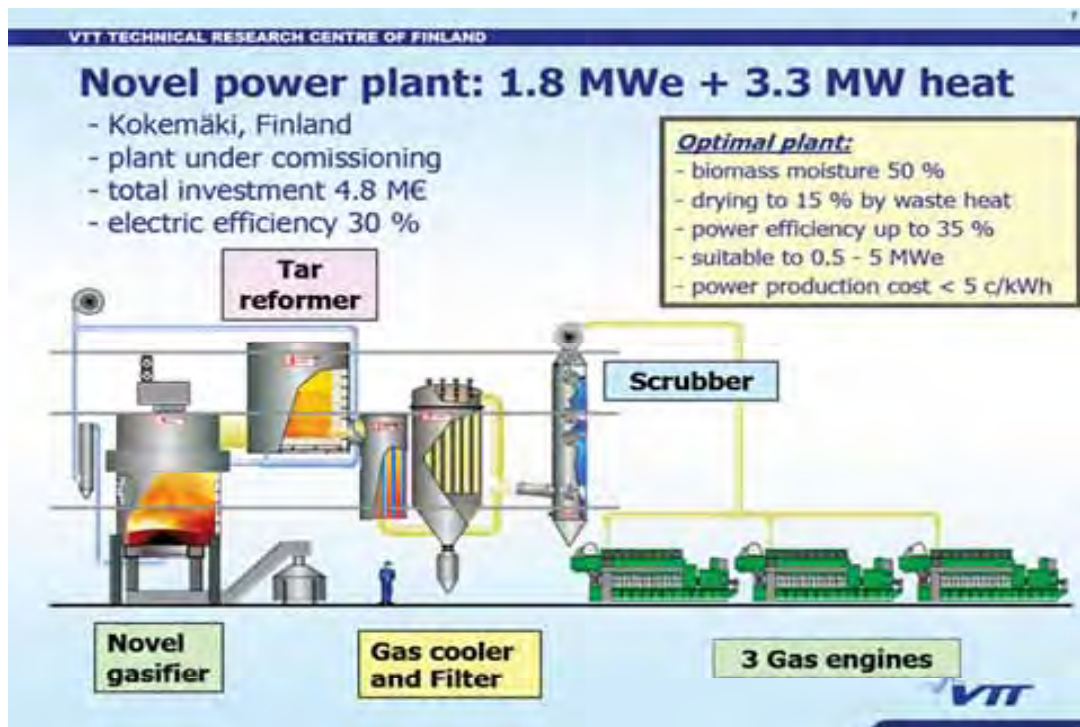 VTT TECHNICAL RESEARCH CENTRE OF FINLAND
Novel power plant: 1.8 MWe + 3.3 MW heat
- Kokemäki, Finland
- plant under comissioning
- total investment 4.8 M€
- electric efficiency 30 %
Optimal plant:
- biomass moisture 50 %
- drying to 15 % by waste heat
- power efficiency up to 35 %
- suitable to 0.5 - 5 MWe
- power production cost < 5 c/kWh
Tar
reformer
Scrubber
Novel
gasifier
Gas cooler
and Filter
3 Gas engines
VTT